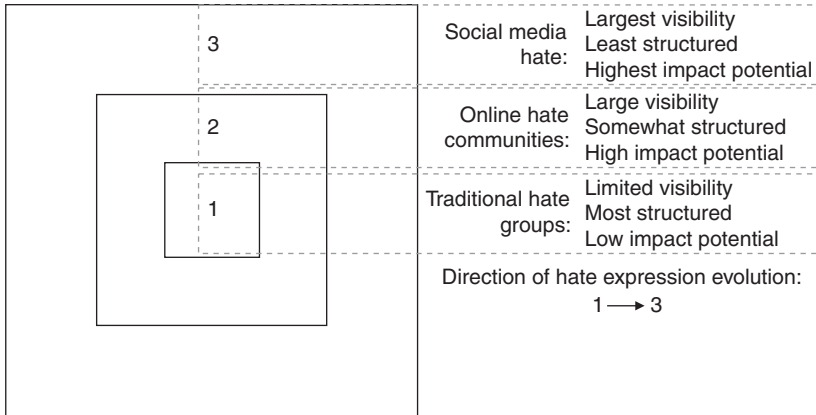 3
Social media
hate:
Largest visibility
Least structured
Highest impact potential
2
Online hate
communities:
Large visibility
Somewhat structured
High impact potential
1
Traditional hate
groups:
Limited visibility
Most structured
Low impact potential
Direction of hate expression evolution:
1 → 3